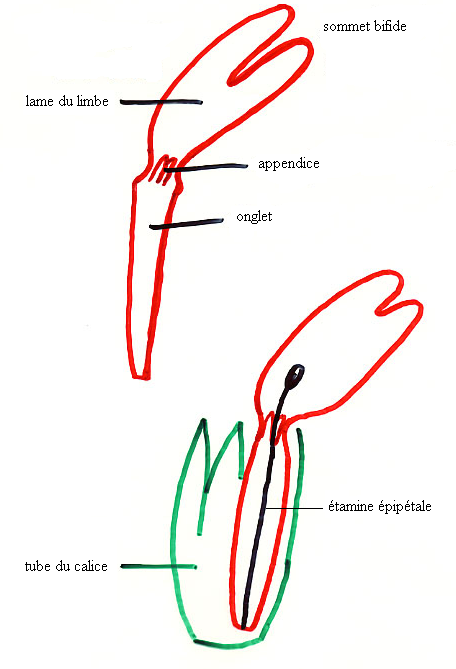 sommet bifide
lame du limbe
appendice
onglet
étamine épipétale
tube du calice